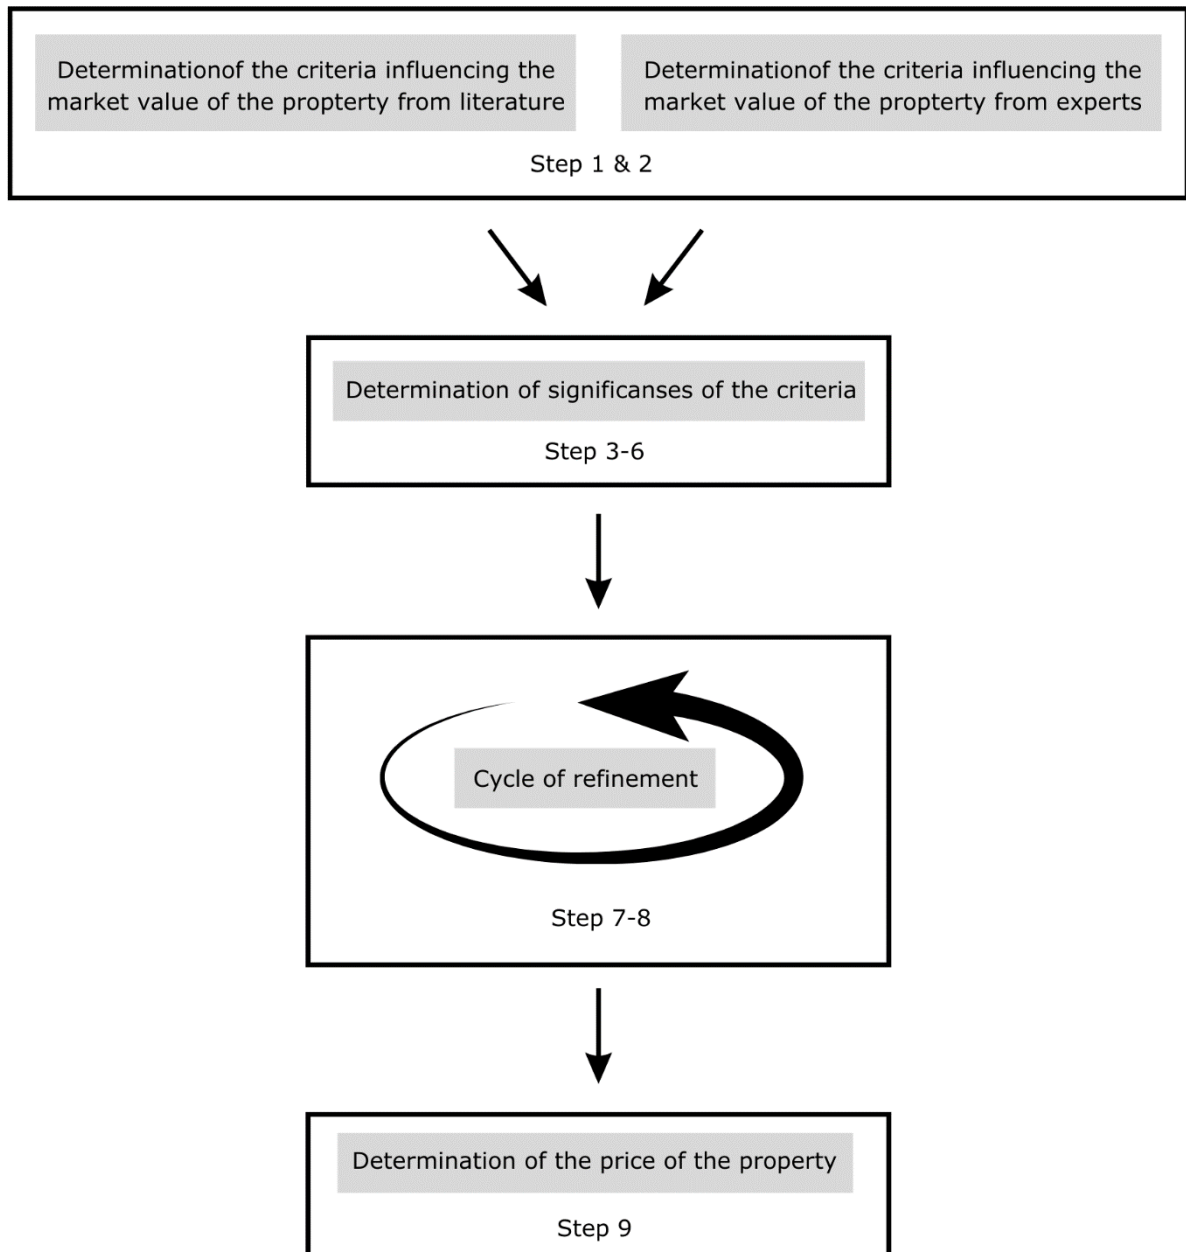 Determinationof the criteria influencing the
market value of the propterty from literature
Determinationof the criteria influencing the
market value of the propterty from experts
Step 1 & 2
Determination of significanses of the criteria
Step 3-6
Cycle of refinement
Step 7-8
Determination of the price of the property
Step 9